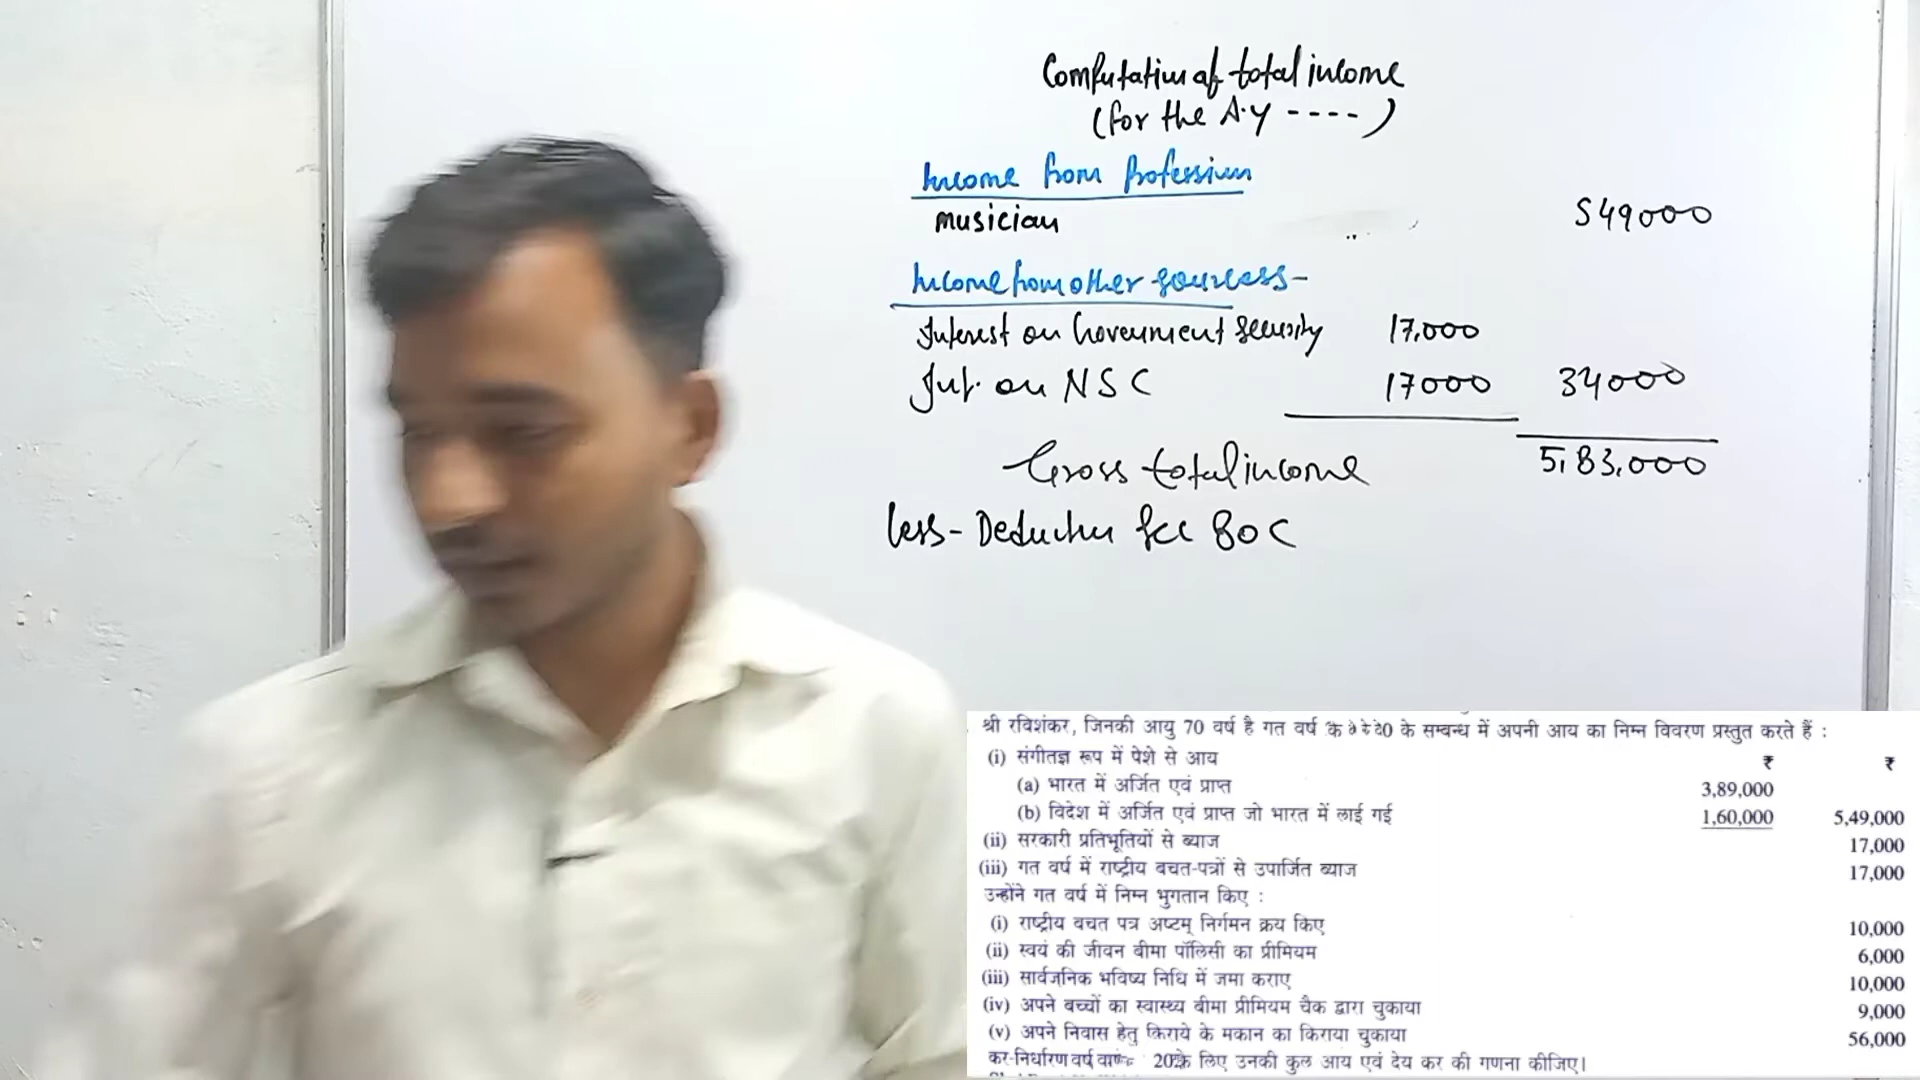 Computation of total income
(for the A.Y ----)
Income from Profession
musician 549000
Income from other sourcess-
Interest on Government security 17,000
Int. on NSC 17000 34000
Gross total income 5,83,000
Less- Deduction 80C
श्री रविशंकर, जिनकी आयु 70 वर्ष है गत वर्ष के सम्बन्ध में अपनी आय का निम्न विवरण प्रस्तुत करते हैं :
(i) संगीतज्ञ रूप में पेशे से आय ₹ ₹
(a) भारत में अर्जित एवं प्राप्त 3,89,000
(b) विदेश में अर्जित एवं प्राप्त जो भारत में लाई गई 1,60,000 5,49,000
(ii) सरकारी प्रतिभूतियों से ब्याज 17,000
(iii) गत वर्ष में राष्ट्रीय बचत-पत्रों से उपार्जित ब्याज 17,000
उन्होंने गत वर्ष में निम्न भुगतान किए :
(i) राष्ट्रीय बचत पत्र अष्टम् निर्गमन क्रय किए 10,000
(ii) स्वयं की जीवन बीमा पॉलिसी का प्रीमियम 6,000
(iii) सार्वजनिक भविष्य निधि में जमा कराए 10,000
(iv) अपने बच्चों का स्वास्थ्य बीमा प्रीमियम चैक द्वारा चुकाया 9,000
(v) अपने निवास हेतु किराये के मकान का किराया चुकाया 56,000
कर-निर्धारण वर्ष के लिए उनकी कुल आय एवं देय कर की गणना कीजिए।